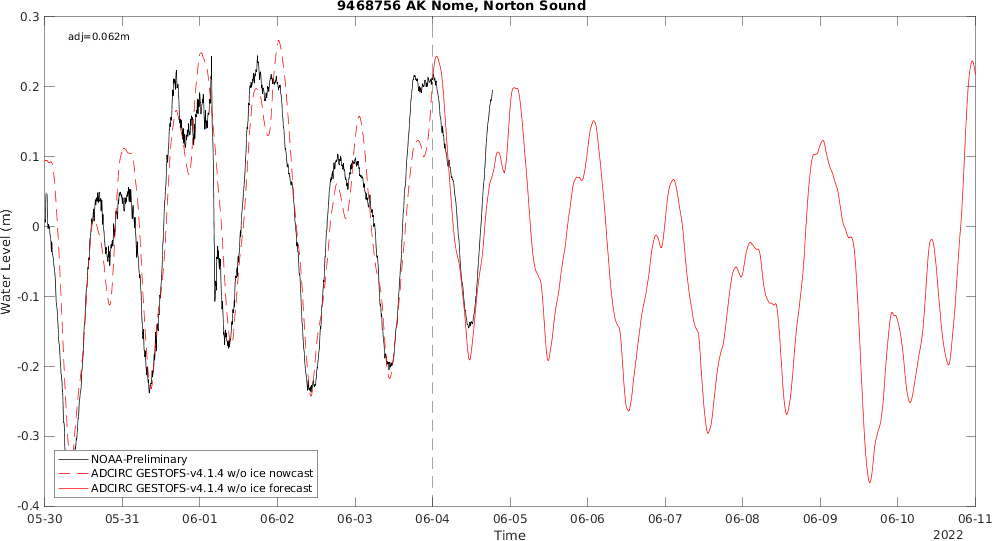 9468756 AK Nome, Norton Sound
adj=0.062m
0.3
0.2
0.1
0
-0.1
-0.2
-0.3
-0.4
Water Level (m)
NOAA-Preliminary
ADCIRC GESTOFS-v4.1.4 w/o ice nowcast
ADCIRC GESTOFS-v4.1.4 w/o ice forecast
05-30 05-31 06-01 06-02 06-03 06-04 06-05 06-06 06-07 06-08 06-09 06-10 06-11
Time
2022